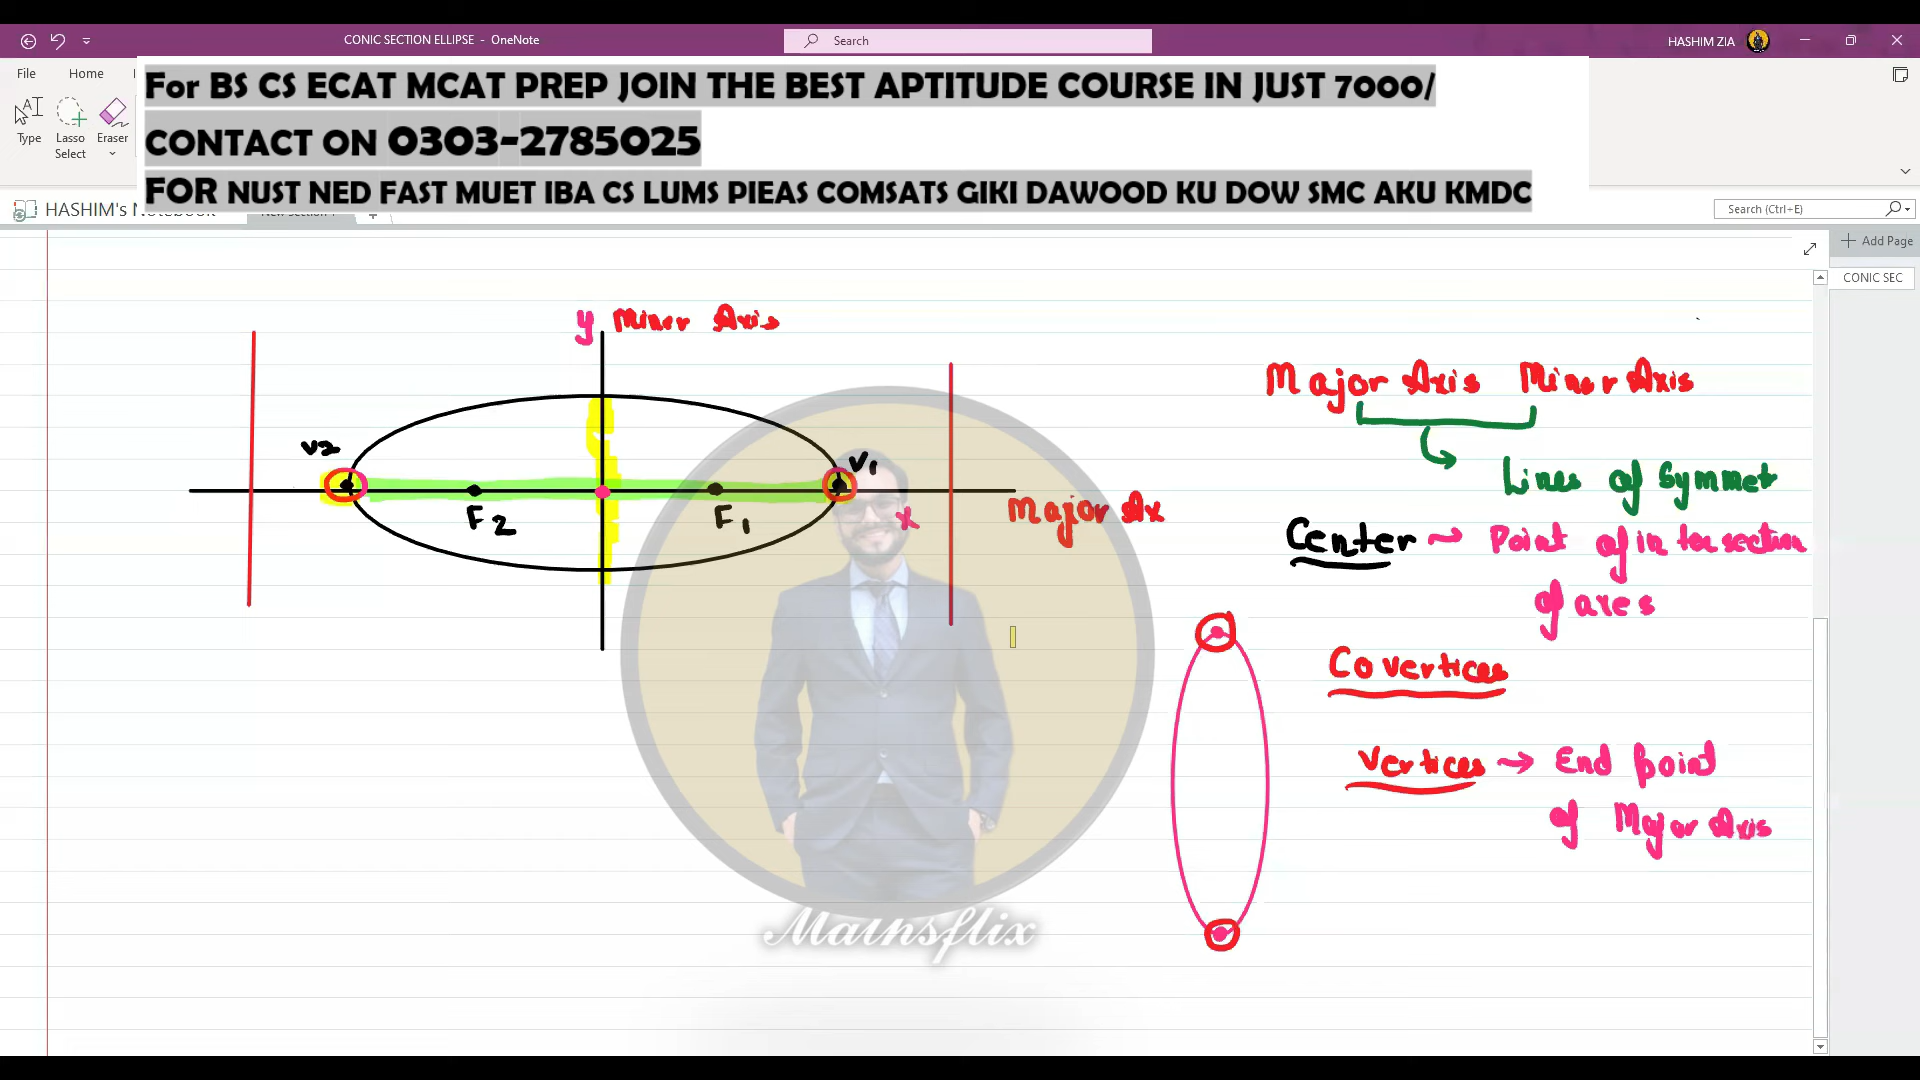 CONIC SECTION ELLIPSE - OneNote
Search
HASHIM ZIA
File
Home
For BS CS ECAT MCAT PREP JOIN THE BEST APTITUDE COURSE IN JUST 7000/
CONTACT ON 0303-2785025
FOR NUST NED FAST MUET IBA CS LUMS PIEAS COMSATS GIKI DAWOOD KU DOW SMC AKU KMDC
Type
Lasso Select
Eraser
HASHIM's Notebook
Search (Ctrl+E)
Add Page
CONIC SEC
y Minor Axis
V2
V1
F2
F1
x
Major Ax
Major Axis Minor Axis
Lines of Symmet
Center → Point of intersection
of axes
Covertices
Vertices → End point
of Major Axis
Mainsflix